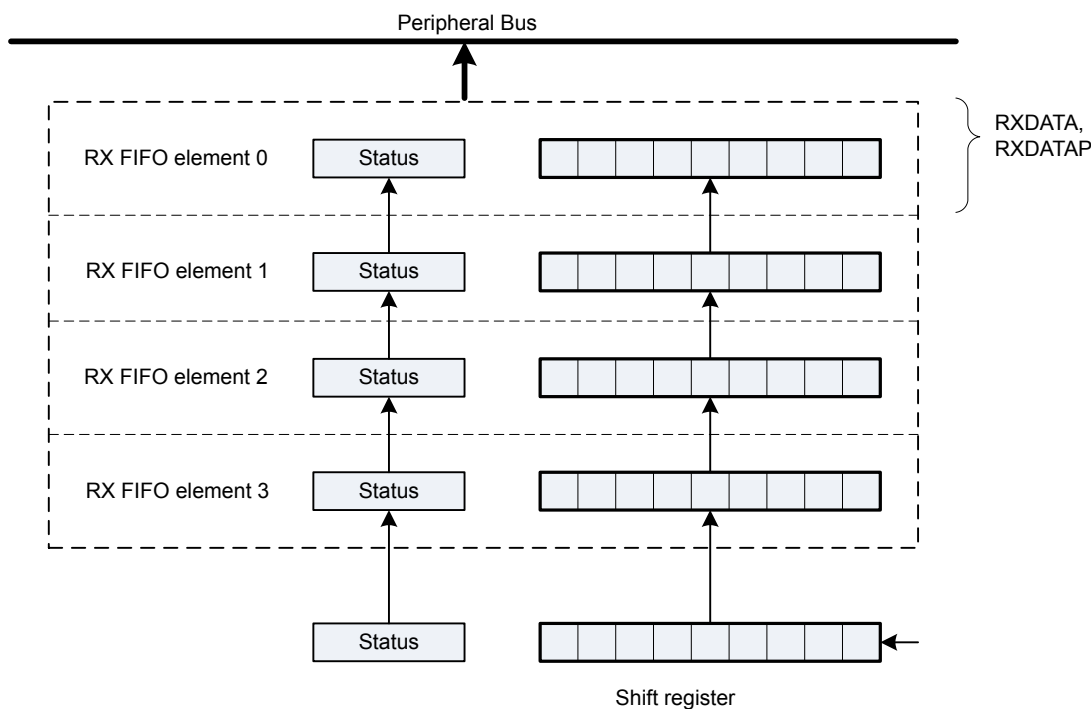 Peripheral Bus
RXDATA,
RXDATAP
RX FIFO element 0
Status
RX FIFO element 1
Status
RX FIFO element 2
Status
RX FIFO element 3
Status
Status
Shift register